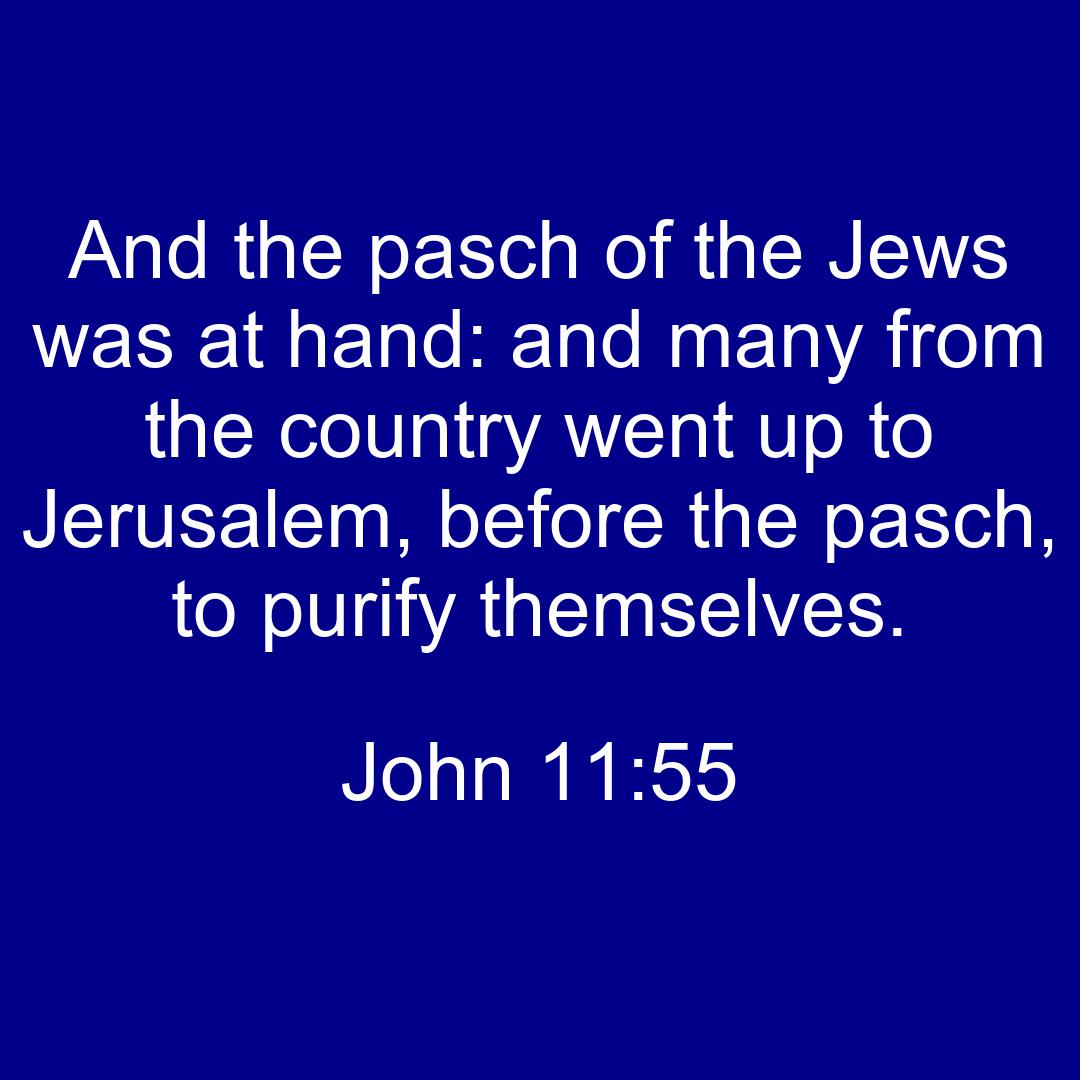 And the pasch of the Jews
was at hand: and many from
the country went up to
Jerusalem, before the pasch,
to purify themselves.
John 11:55